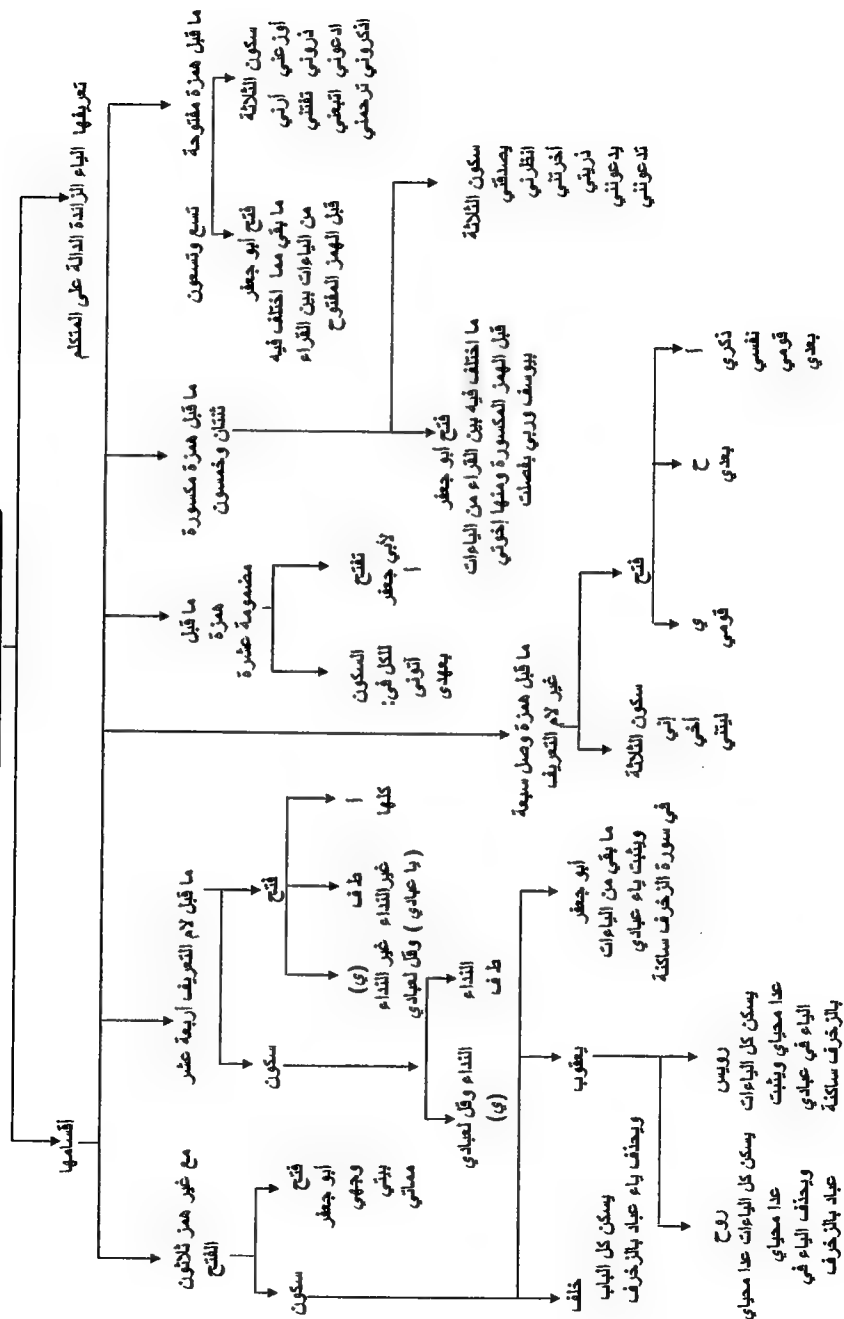 تعريفها الياء الزائدة الدالة على المتكلم
أقسامها
ما قبل همزة مفتوحة
تسع وتسعون
سكون الثلاثة
أوزعني أرني
ذروني تفتني
ادعوني اتبعني
اذكروني ترحمني
فتح أبو جعفر
ما بقي مما اختلف فيه
من الياءات بين القراء
قبل الهمز المفتوح
ما قبل همزة مكسورة
ثنتان وخمسون
سكون الثلاثة
يصدقني
انظرني
أخرتني
ذريتي
يدعونني
تدعونني
فتح أبو جعفر
ما اختلف فيه بين القراء من الياءات
قبل الهمز المكسورة ومنها إخوتي
بيوسف وربي بفصلت
ما قبل
همزة
مضمومة عشرة
تفتح
لأبي جعفر
أ
السكون
للكل في:
آتوني
بعهدي
ما قبل همزة وصل سبعة
غير لام التعريف
فتح
أ
ذكري
نفسي
قومي
بعدي
ح
بعدي
ي
قومي
سكون الثلاثة
إني
أخي
ليتني
ما قبل لام التعريف أربعة عشر
فتح
أ
كلها
ط ف
غير النداء
(ي)
غير النداء
(يا عبادي) وقل لعبادي
سكون
النداء
ط ف
النداء وقل لعبادي
(ي)
مع غير همز ثلاثون
الفتح
فتح
أبو جعفر
وجهي
بيتي
مماتي
سكون
أبو جعفر
ما بقي من الياءات
ويثبت ياء عبادي
في سورة الزخرف ساكنة
يعقوب
خلف
يسكن كل الباب
ويحذف ياء عباد بالزخرف
رويس
يسكن كل الياءات
عدا محياي ويثبت
الياء في عبادي
بالزخرف ساكنة
روح
يسكن كل الياءات عدا محياي
عدا محياي
ويحذف الياء في
عباد بالزخرف